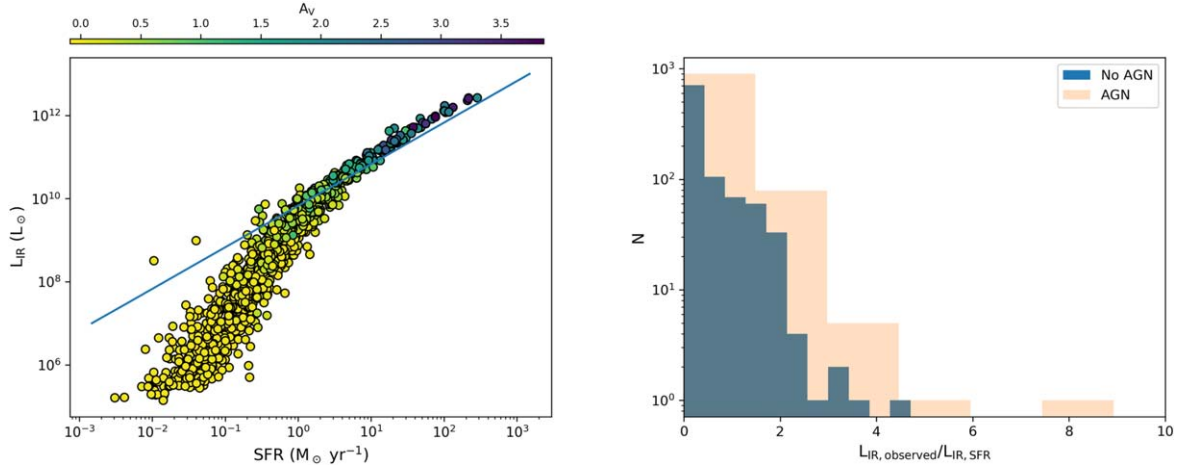 A_V
0.0 0.5 1.0 1.5 2.0 2.5 3.0 3.5
10^12
10^10
10^8
10^6
L_IR (L_⊙)
10^−3 10^−2 10^−1 10^0 10^1 10^2 10^3
SFR (M_⊙ yr^−1)
No AGN
AGN
10^3
10^2
10^1
10^0
N
0 2 4 6 8 10
L_IR, observed/L_IR, SFR